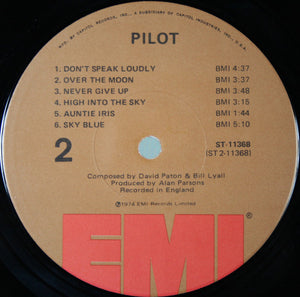 MFG. BY CAPITOL RECORDS, INC., A SUBSIDIARY OF CAPITOL INDUSTRIES, INC., U.S.A.
PILOT
1. DON'T SPEAK LOUDLY BMI 4:37
2. OVER THE MOON BMI 3:37
3. NEVER GIVE UP BMI 3:48
4. HIGH INTO THE SKY BMI 3:15
5. AUNTIE IRIS BMI 1:44
6. SKY BLUE BMI 5:10
2
ST-11368
(ST 2-11368)
Composed by David Paton & Bill Lyall
Produced by Alan Parsons
Recorded in England
℗1974 EMI Records Limited
EMI®